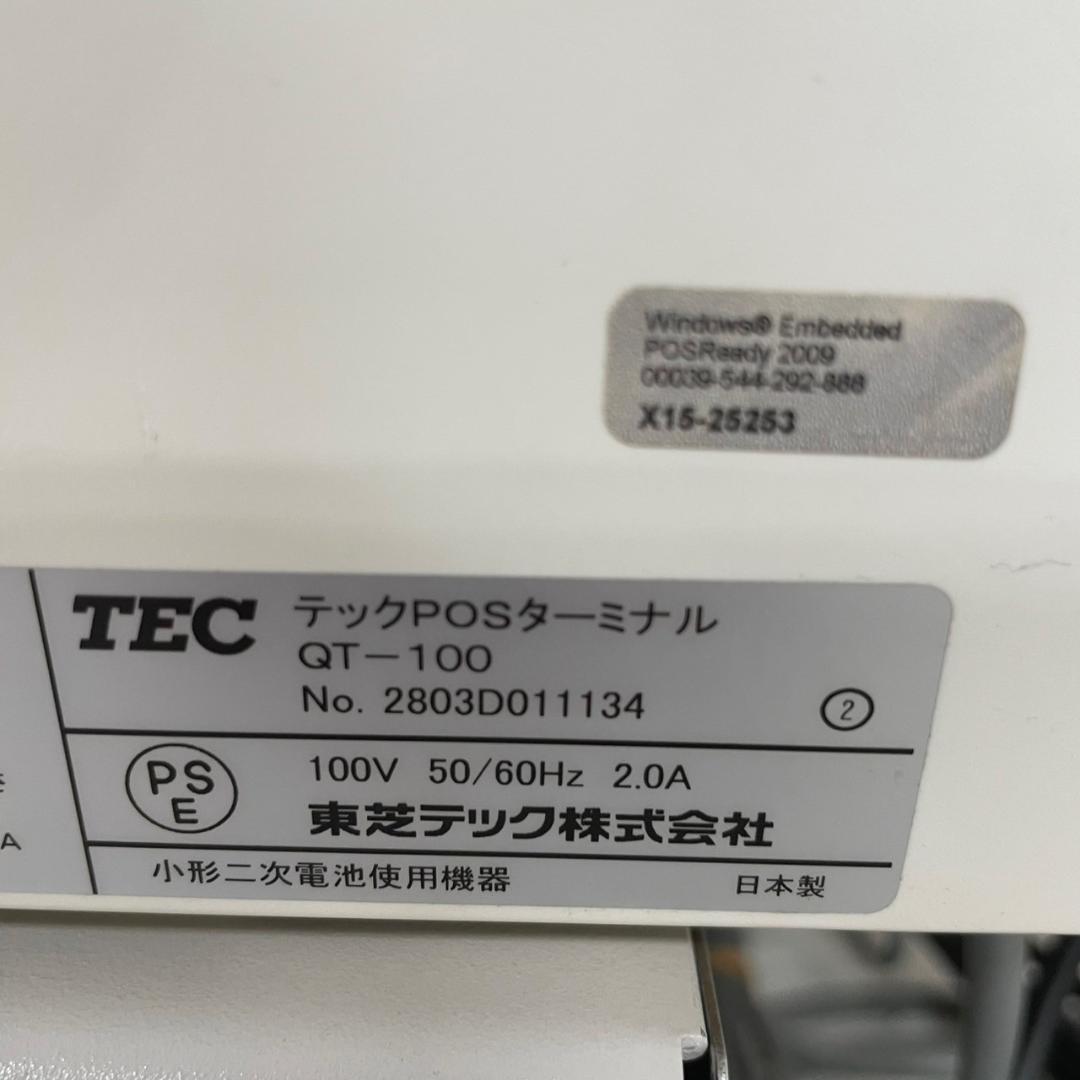 Windows® Embedded
POSReady 2009
00039-544-292-888
X15-25253
TEC テックPOSターミナル
QT-100
No. 2803D011134
2
PSE
100V 50/60Hz 2.0A
東芝テック株式会社
小形二次電池使用機器
日本製
A